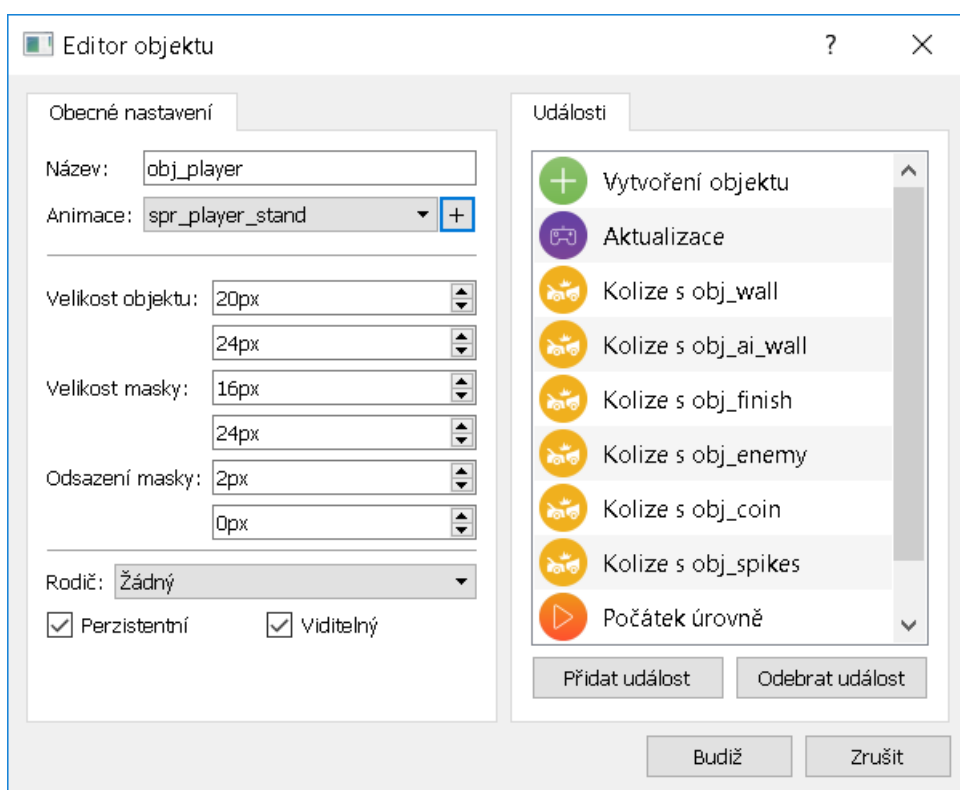 Editor objektu
?
Obecné nastavení
Název: obj_player
Animace: spr_player_stand +
Velikost objektu: 20px
24px
Velikost masky: 16px
24px
Odsazení masky: 2px
0px
Rodič: Žádný
Perzistentní Viditelný
Události
Vytvoření objektu
Aktualizace
Kolize s obj_wall
Kolize s obj_ai_wall
Kolize s obj_finish
Kolize s obj_enemy
Kolize s obj_coin
Kolize s obj_spikes
Počátek úrovně
Přidat událost Odebrat událost
Budiž Zrušit